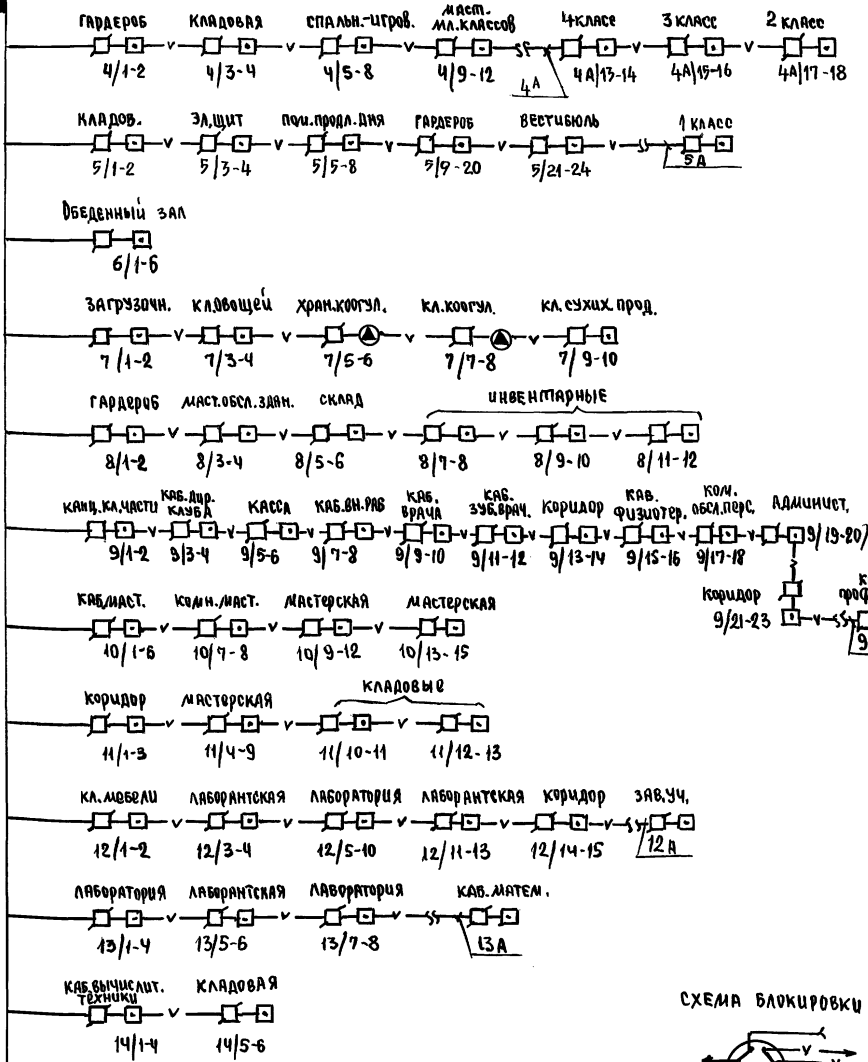 ГАРДЕРОБ КЛАДОВАЯ СПАЛЬН.-ИГРОВ. МАСТ. МЛ.КЛАССОВ 4 КЛАСС 3 КЛАСС 2 КЛАСС
4/1-2 4/3-4 4/5-8 4/9-12 4А 4А/13-14 4А/15-16 4А/17-18
КЛАДОВ. ЭЛ.ЩИТ ПОМ.ПРОДЛ.ДНЯ ГАРДЕРОБ ВЕСТИБЮЛЬ 1 КЛАСС
5/1-2 5/3-4 5/5-8 5/9-20 5/21-24 5А
ОБЕДЕННЫЙ ЗАЛ
6/1-6
ЗАГРУЗОЧН. КЛ.ОВОЩЕЙ ХРАН.КООГУЛ. КЛ.КООГУЛ. КЛ.СУХИХ ПРОД.
7/1-2 7/3-4 7/5-6 7/7-8 7/9-10
ГАРДЕРОБ МАСТ.ОБСЛ.ЗДАН. СКЛАД ИНВЕНТАРНЫЕ
8/1-2 8/3-4 8/5-6 8/7-8 8/9-10 8/11-12
КАНЦ.КЛ.ЧАСТИ КАБ.ДИР. КЛУБА КАССА КАБ.ВН.РАБ КАБ. ВРАЧА КАБ. ЗУБ.ВРАЧ. КОРИДОР КАБ. ФИЗИОТЕР. КОМ. ОБСЛ.ПЕРС. АДМИНИСТ.
9/1-2 9/3-4 9/5-6 9/7-8 9/9-10 9/11-12 9/13-14 9/15-16 9/17-18 9/19-20
КОРИДОР
9/21-23
КАБ.МАСТ. КОМН.МАСТ. МАСТЕРСКАЯ МАСТЕРСКАЯ
10/1-6 10/7-8 10/9-12 10/13-15
КОРИДОР МАСТЕРСКАЯ КЛАДОВЫЕ
11/1-3 11/4-9 11/10-11 11/12-13
КЛ.МЕБЕЛИ ЛАБОРАНТСКАЯ ЛАБОРАТОРИЯ ЛАБОРАНТСКАЯ КОРИДОР ЗАВ.УЧ.
12/1-2 12/3-4 12/5-10 12/11-13 12/14-15 12А
ЛАБОРАТОРИЯ ЛАБОРАНТСКАЯ ЛАБОРАТОРИЯ КАБ.МАТЕМ.
13/1-4 13/5-6 13/7-8 13А
КАБ.ВЫЧИСЛИТ. ТЕХНИКИ КЛАДОВАЯ
14/1-4 14/5-6
СХЕМА БЛОКИРОВКИ